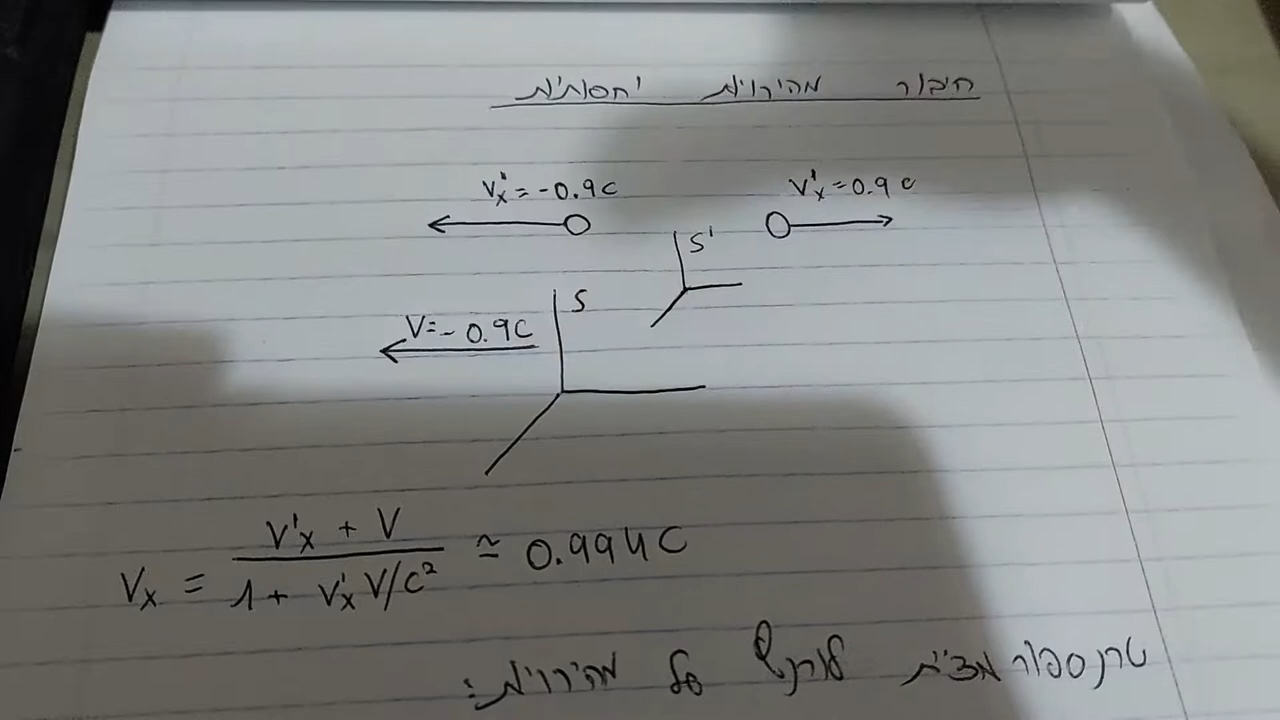 חיבור מהירויות יחסותית
V'x = -0.9c
V'x = 0.9c
S'
S
V = -0.9c
Vx = (V'x + V) / (1 + V'x V/c²) ≃ 0.994c
טרנספורמציית לורנץ של מהירויות: